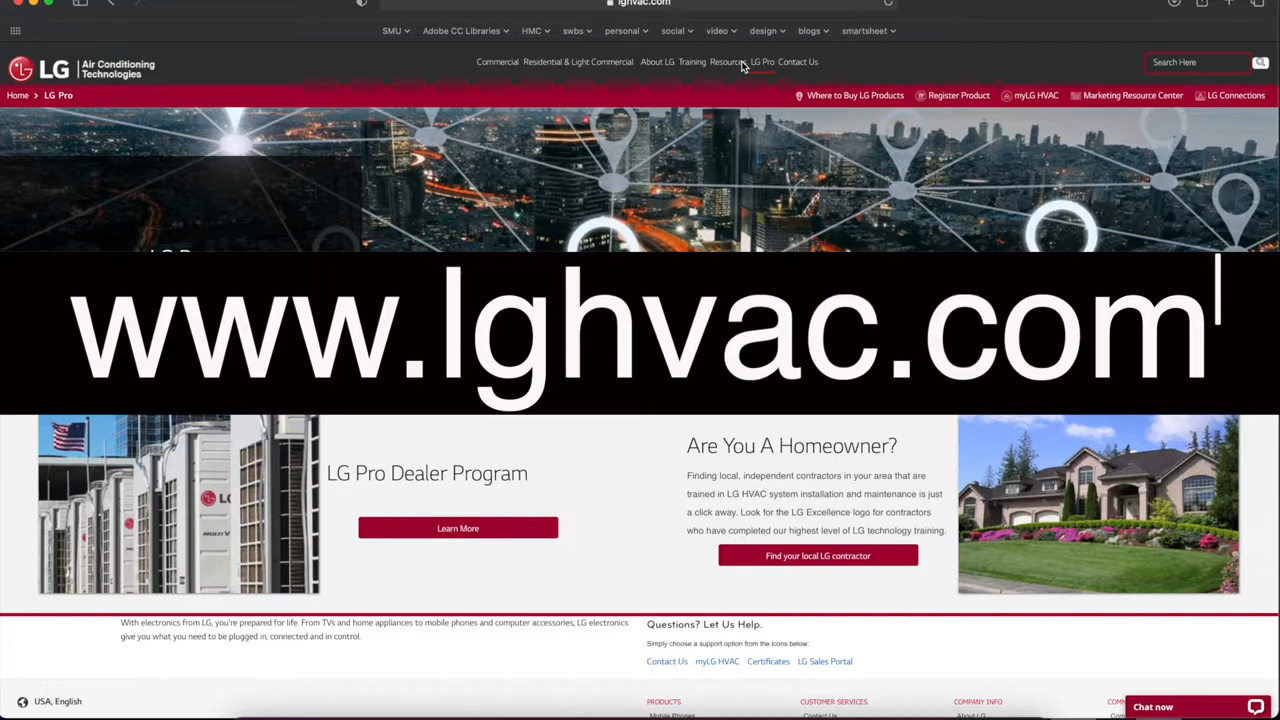 lghvac.com
SMU Adobe CC Libraries HMC swbs personal social video design blogs smartsheet
LG Air Conditioning Technologies
Commercial Residential & Light Commercial About LG Training Resources LG Pro Contact Us
Search Here
Home > LG Pro
Where to Buy LG Products Register Product myLG HVAC Marketing Resource Center LG Connections
www.lghvac.com
LG Pro Dealer Program
Learn More
LG
MULTI V
Are You A Homeowner?
Finding local, independent contractors in your area that are
trained in LG HVAC system installation and maintenance is just
a click away. Look for the LG Excellence logo for contractors
who have completed our highest level of LG technology training.
Find your local LG contractor
With electronics from LG, you're prepared for life. From TVs and home appliances to mobile phones and computer accessories, LG electronics
give you what you need to be plugged in, connected and in control.
Questions? Let Us Help.
Simply choose a support option from the icons below:
Contact Us myLG HVAC Certificates LG Sales Portal
USA, English
PRODUCTS CUSTOMER SERVICES COMPANY INFO
Mobile Phones Contact Us About LG
Chat now